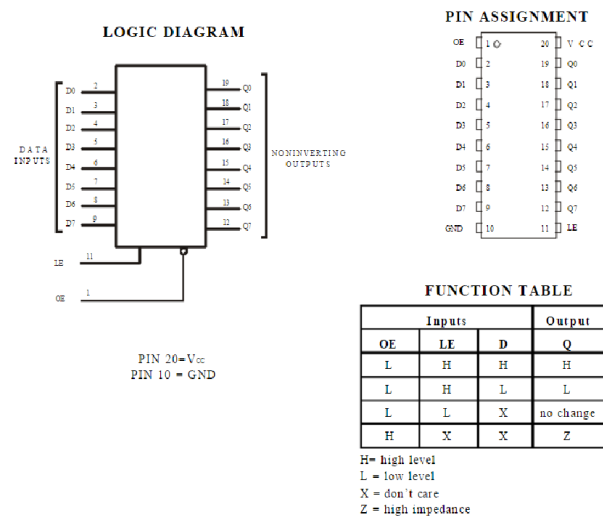 LOGIC DIAGRAM
D0 2 19 Q0
D1 3 18 Q1
D2 4 17 Q2
D3 5 16 Q3
D4 6 15 Q4
D5 7 14 Q5
D6 8 13 Q6
D7 9 12 Q7
DATA
INPUTS
NONINVERTING
OUTPUTS
LE 11
OE 1
PIN 20=Vcc
PIN 10 = GND
PIN ASSIGNMENT
OE 1 20 V CC
D0 2 19 Q0
D1 3 18 Q1
D2 4 17 Q2
D3 5 16 Q3
D4 6 15 Q4
D5 7 14 Q5
D6 8 13 Q6
D7 9 12 Q7
GND 10 11 LE
FUNCTION TABLE
Inputs Output
OE LE D Q
L H H H
L H L L
L L X no change
H X X Z
H= high level
L = low level
X = don't care
Z = high impedance